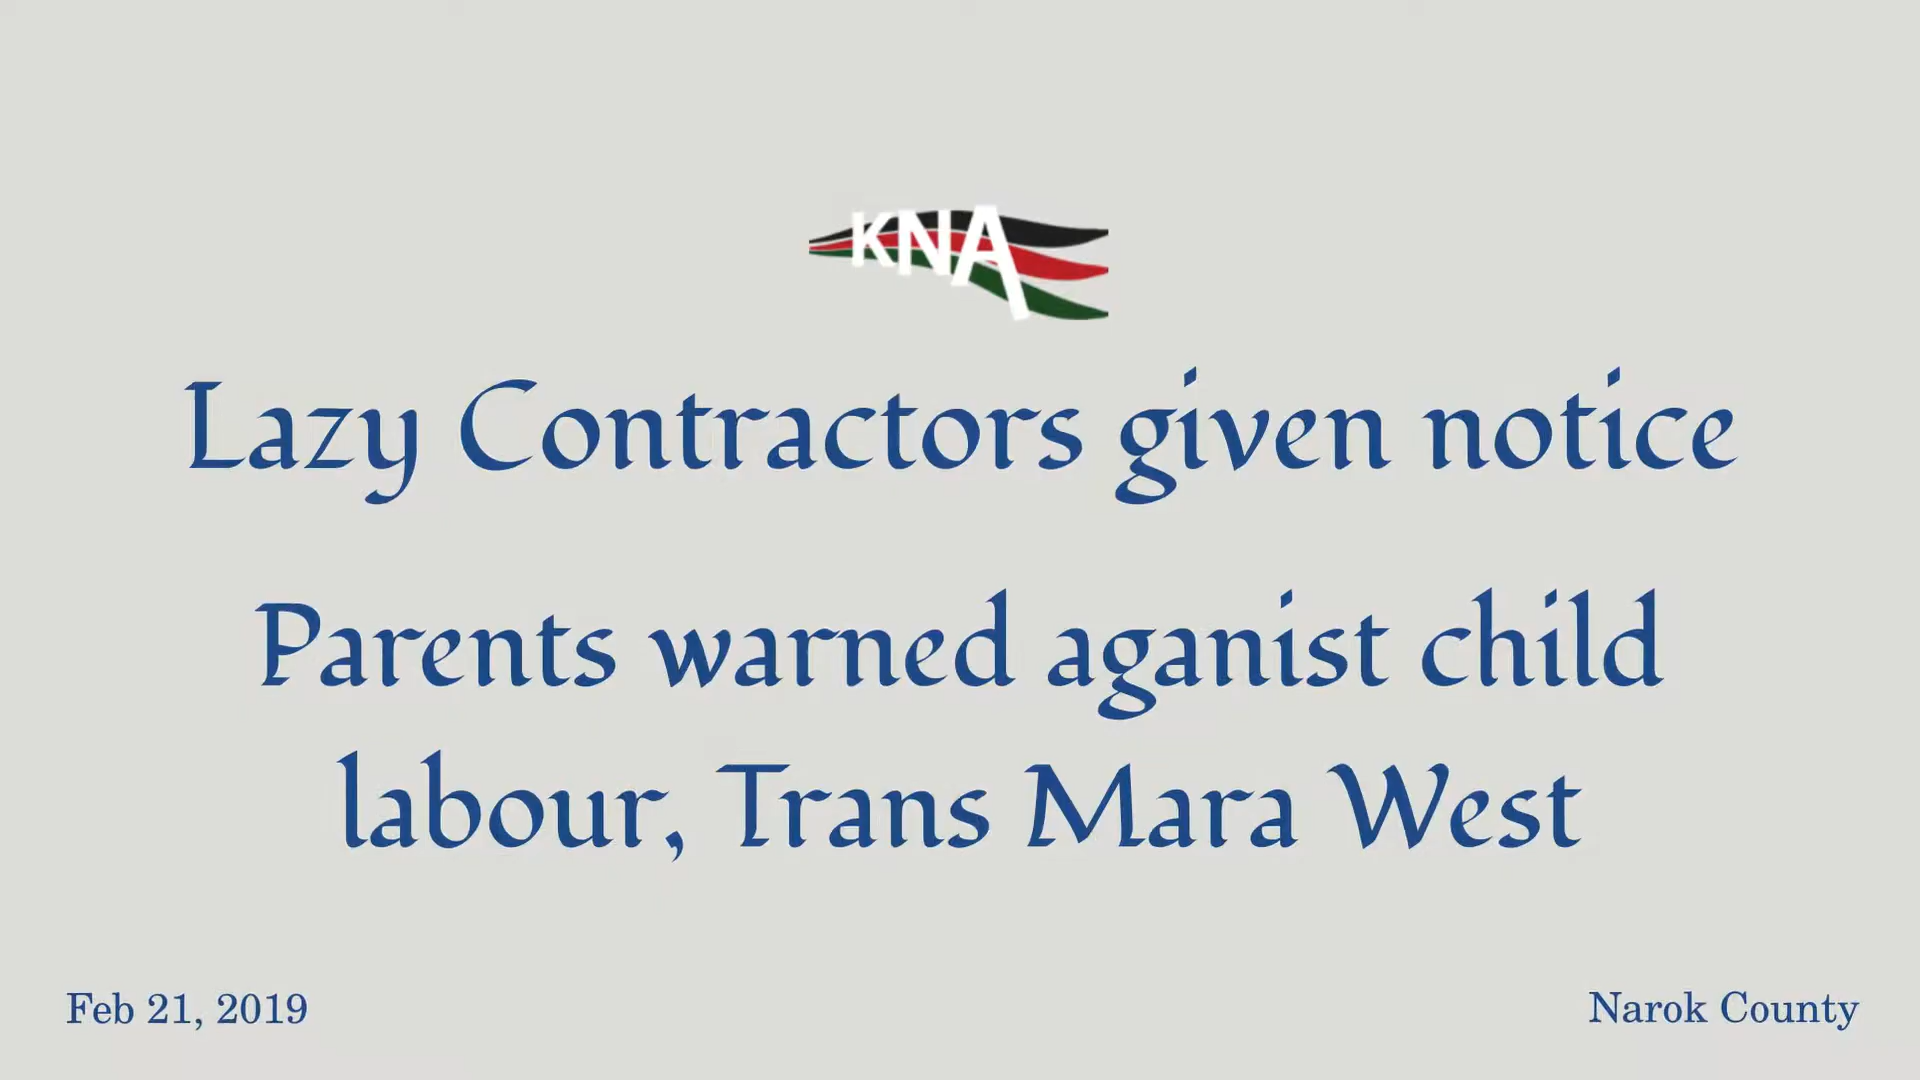 KNA
Lazy Contractors given notice
Parents warned aganist child
labour, Trans Mara West
Feb 21, 2019
Narok County